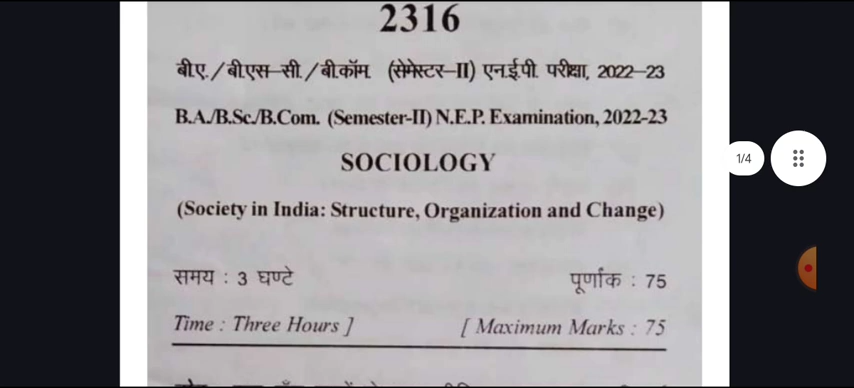 2316
बी.ए./बी.एस-सी./बी.कॉम. (सेमेस्टर-II) एन.ई.पी. परीक्षा, 2022-23
B.A./B.Sc./B.Com. (Semester-II) N.E.P. Examination, 2022-23
SOCIOLOGY
(Society in India: Structure, Organization and Change)
1/4
समय : 3 घण्टे पूर्णांक : 75
Time : Three Hours ] [ Maximum Marks : 75